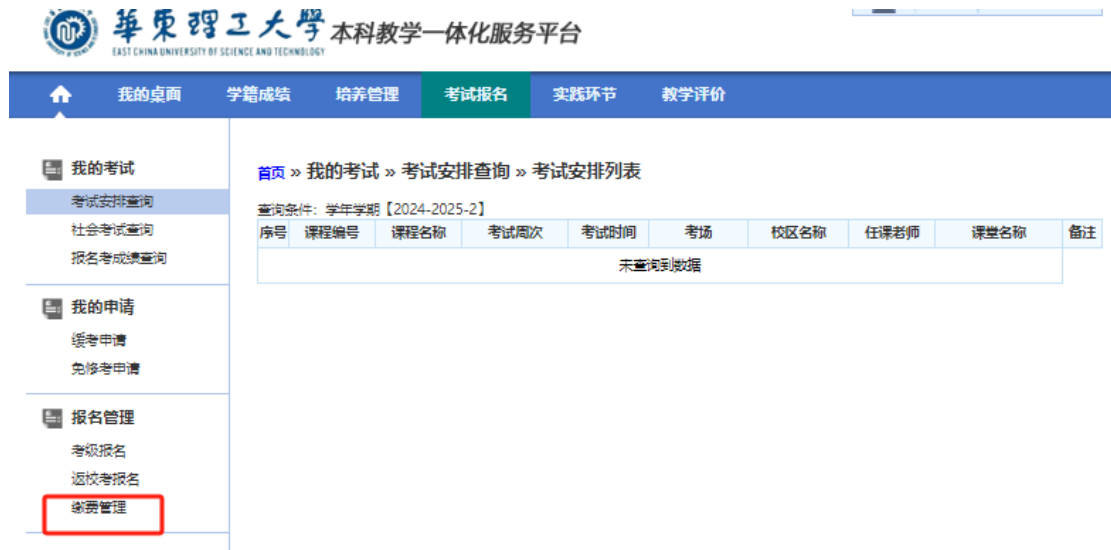 華東理工大學 本科教学一体化服务平台
EAST CHINA UNIVERSITY OF SCIENCE AND TECHNOLOGY
我的桌面 学籍成绩 培养管理 考试报名 实践环节 教学评价
我的考试
考试安排查询
社会考试查询
报名考成绩查询
我的申请
缓考申请
免修考申请
报名管理
考级报名
返校考报名
缴费管理
首页 » 我的考试 » 考试安排查询 » 考试安排列表
查询条件：学年学期【2024-2025-2】
序号 课程编号 课程名称 考试周次 考试时间 考场 校区名称 任课老师 课堂名称 备注
未查询到数据